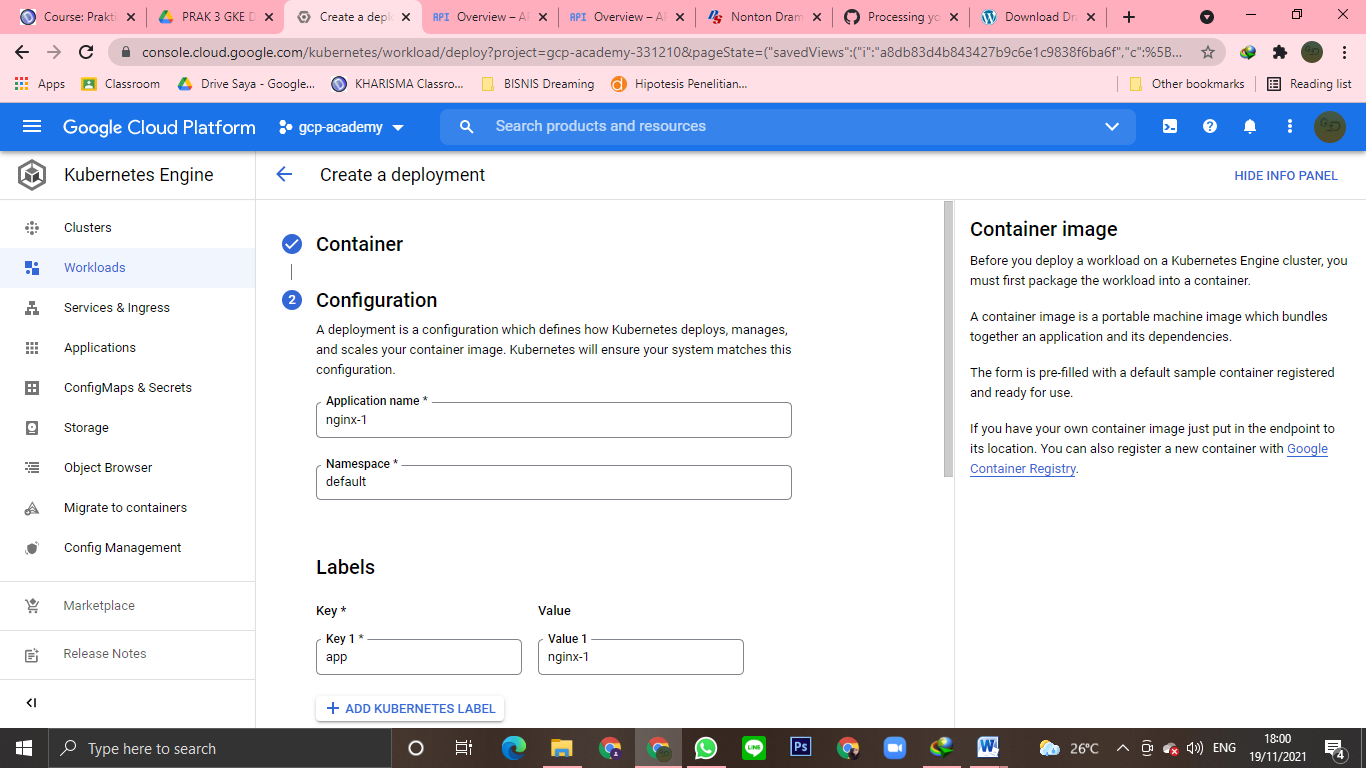 Course: Prakti
PRAK 3 GKE D
Create a deplo
API Overview – AP
API Overview – AP
Nonton Dram
Processing yo
Download Dra
console.cloud.google.com/kubernetes/workload/deploy?project=gcp-academy-331210&pageState=("savedViews":("i":"a8db83d4b843427b9c6e1c9838f6ba6f","c":%5B...
Apps
Classroom
Drive Saya - Google...
KHARISMA Classro...
BISNIS Dreaming
Hipotesis Penelitian...
Other bookmarks
Reading list
Google Cloud Platform
gcp-academy
Search products and resources
Kubernetes Engine
Create a deployment
HIDE INFO PANEL
Clusters
Workloads
Services & Ingress
Applications
ConfigMaps & Secrets
Storage
Object Browser
Migrate to containers
Config Management
Marketplace
Release Notes
Container
2 Configuration
A deployment is a configuration which defines how Kubernetes deploys, manages,
and scales your container image. Kubernetes will ensure your system matches this
configuration.
Application name *
nginx-1
Namespace *
default
Labels
Key *
Value
Key 1 *
app
Value 1
nginx-1
ADD KUBERNETES LABEL
Container image
Before you deploy a workload on a Kubernetes Engine cluster, you
must first package the workload into a container.
A container image is a portable machine image which bundles
together an application and its dependencies.
The form is pre-filled with a default sample container registered
and ready for use.
If you have your own container image just put in the endpoint to
its location. You can also register a new container with Google
Container Registry.
Type here to search
LINE
Ps
W
26°C
ENG
18:00
19/11/2021
4